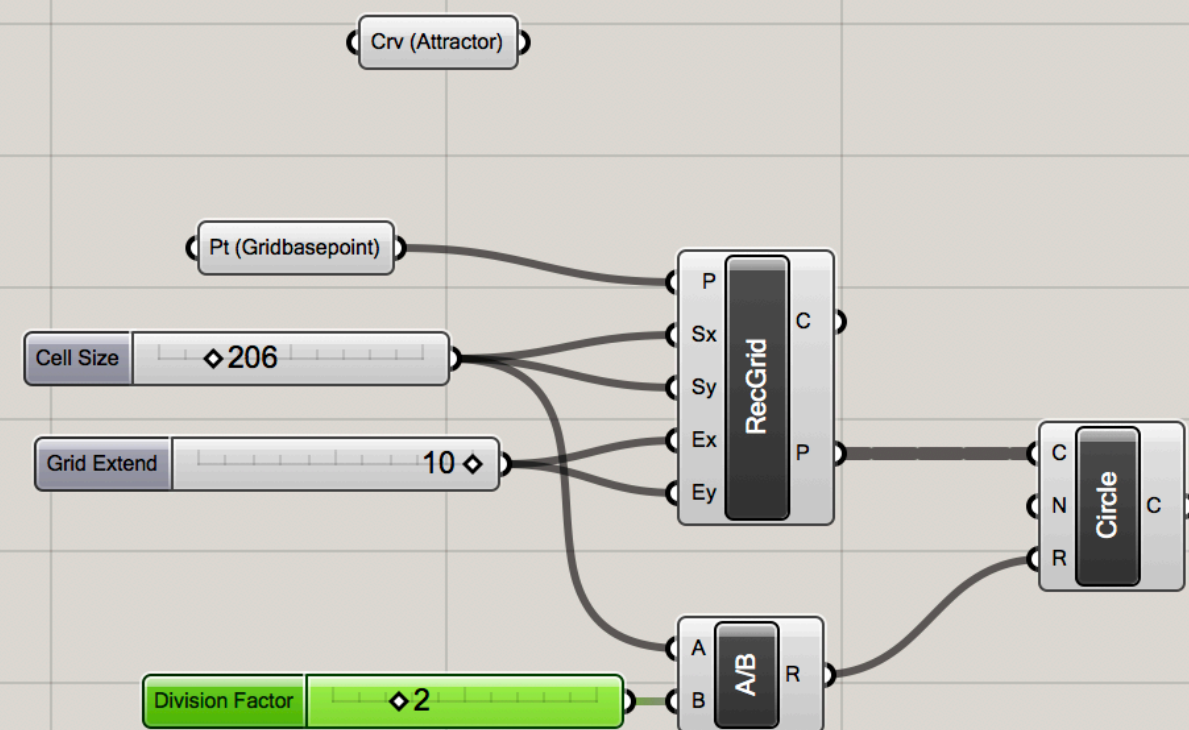 Crv (Attractor)
Pt (Gridbasepoint)
P
Sx
Sy
Ex
Ey
RecGrid
C
P
Cell Size
206
Grid Extend
10
C
N
R
Circle
C
A
B
A/B
R
Division Factor
2